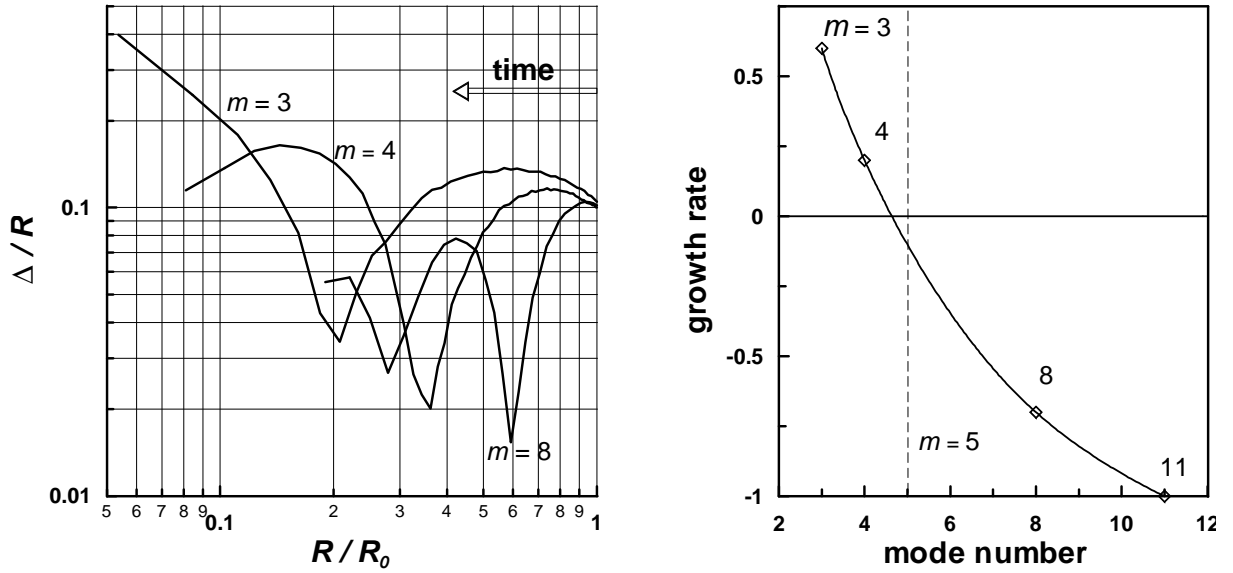 time
m = 3
m = 4
m = 8
0.1
0.01
Δ / R
5 6 7 8 9 0.1 2 3 4 5 6 7 8 9 1
R / R0
m = 3
4
8
11
m = 5
0.5
0
-0.5
-1
growth rate
2 4 6 8 10 12
mode number